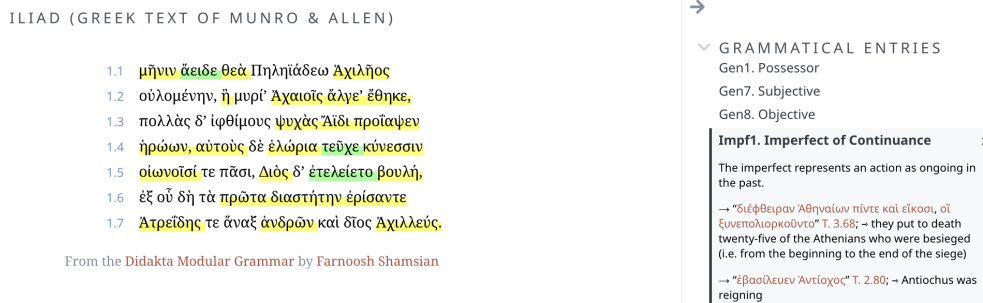 ILIAD (GREEK TEXT OF MUNRO & ALLEN)
1.1 μῆνιν ἄειδε θεὰ Πηληϊάδεω Ἀχιλῆος
1.2 οὐλομένην, ἣ μυρί’ Ἀχαιοῖς ἄλγε’ ἔθηκε,
1.3 πολλὰς δ’ ἰφθίμους ψυχὰς Ἄϊδι προΐαψεν
1.4 ἡρώων, αὐτοὺς δὲ ἑλώρια τεῦχε κύνεσσιν
1.5 οἰωνοῖσί τε πᾶσι, Διὸς δ’ ἐτελείετο βουλή,
1.6 ἐξ οὗ δὴ τὰ πρῶτα διαστήτην ἐρίσαντε
1.7 Ἀτρεΐδης τε ἄναξ ἀνδρῶν καὶ δῖος Ἀχιλλεύς.
From the Didakta Modular Grammar by Farnoosh Shamsian
→
GRAMMATICAL ENTRIES
Gen1. Possessor
Gen7. Subjective
Gen8. Objective
Impf1. Imperfect of Continuance
The imperfect represents an action as ongoing in
the past.
→ “διέφθειραν Ἀθηναίων πίντε καὶ εἴκοσι, οἳ
ξυνεπολιορκοῦντο” T. 3.68; → they put to death
twenty-five of the Athenians who were besieged
(i.e. from the beginning to the end of the siege)
→ “ἐβασίλευεν Ἀντίοχος” T. 2.80; → Antiochus was
reigning